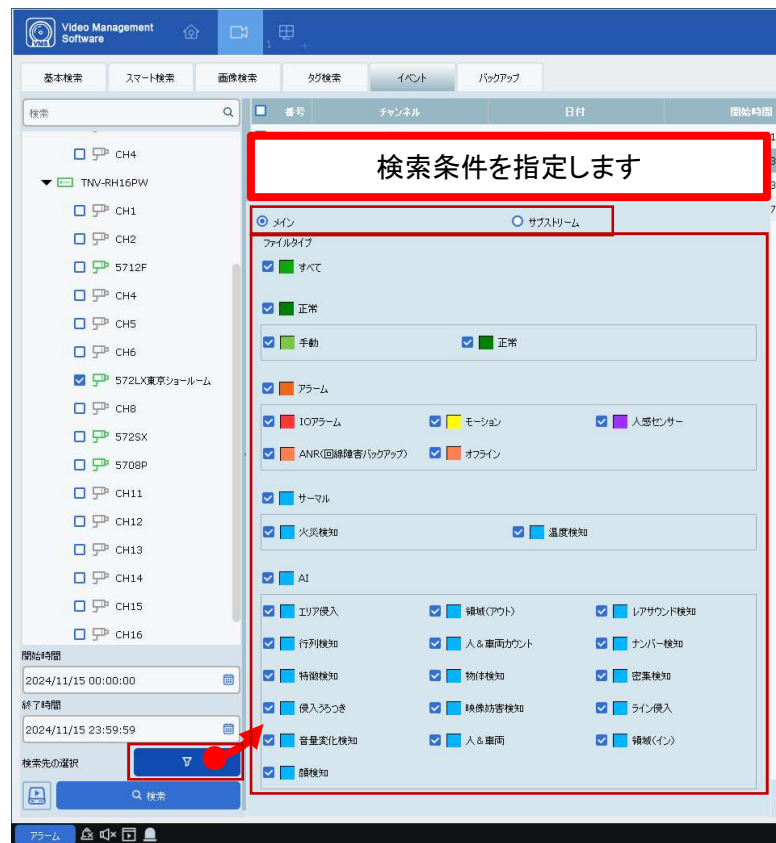 Video Management
Software
VMS
1
+
基本検索 スマート検索 画像検索 タグ検索 イベント バックアップ
検索
番号 チャンネル 日付 開始時間
検索条件を指定します
CH4
TNV-RH16PW
CH1
CH2
5712F
CH4
CH5
CH6
572LX東京ショールーム
CH8
572SX
5708P
CH11
CH12
CH13
CH14
CH15
CH16
開始時間
2024/11/15 00:00:00
終了時間
2024/11/15 23:59:59
検索先の選択
検索
アラーム
1
3
3
7
メイン サブストリーム
ファイルタイプ
すべて
正常
手動 正常
アラーム
IOアラーム モーション 人感センサー
ANR(回線障害バックアップ) オフライン
サーマル
火災検知 温度検知
AI
エリア侵入 領域(アウト) レアサウンド検知
行列検知 人&車両カウント ナンバー検知
特徴検知 物体検知 密集検知
侵入うろつき 映像妨害検知 ライン侵入
音量変化検知 人&車両 領域(イン)
顔検知